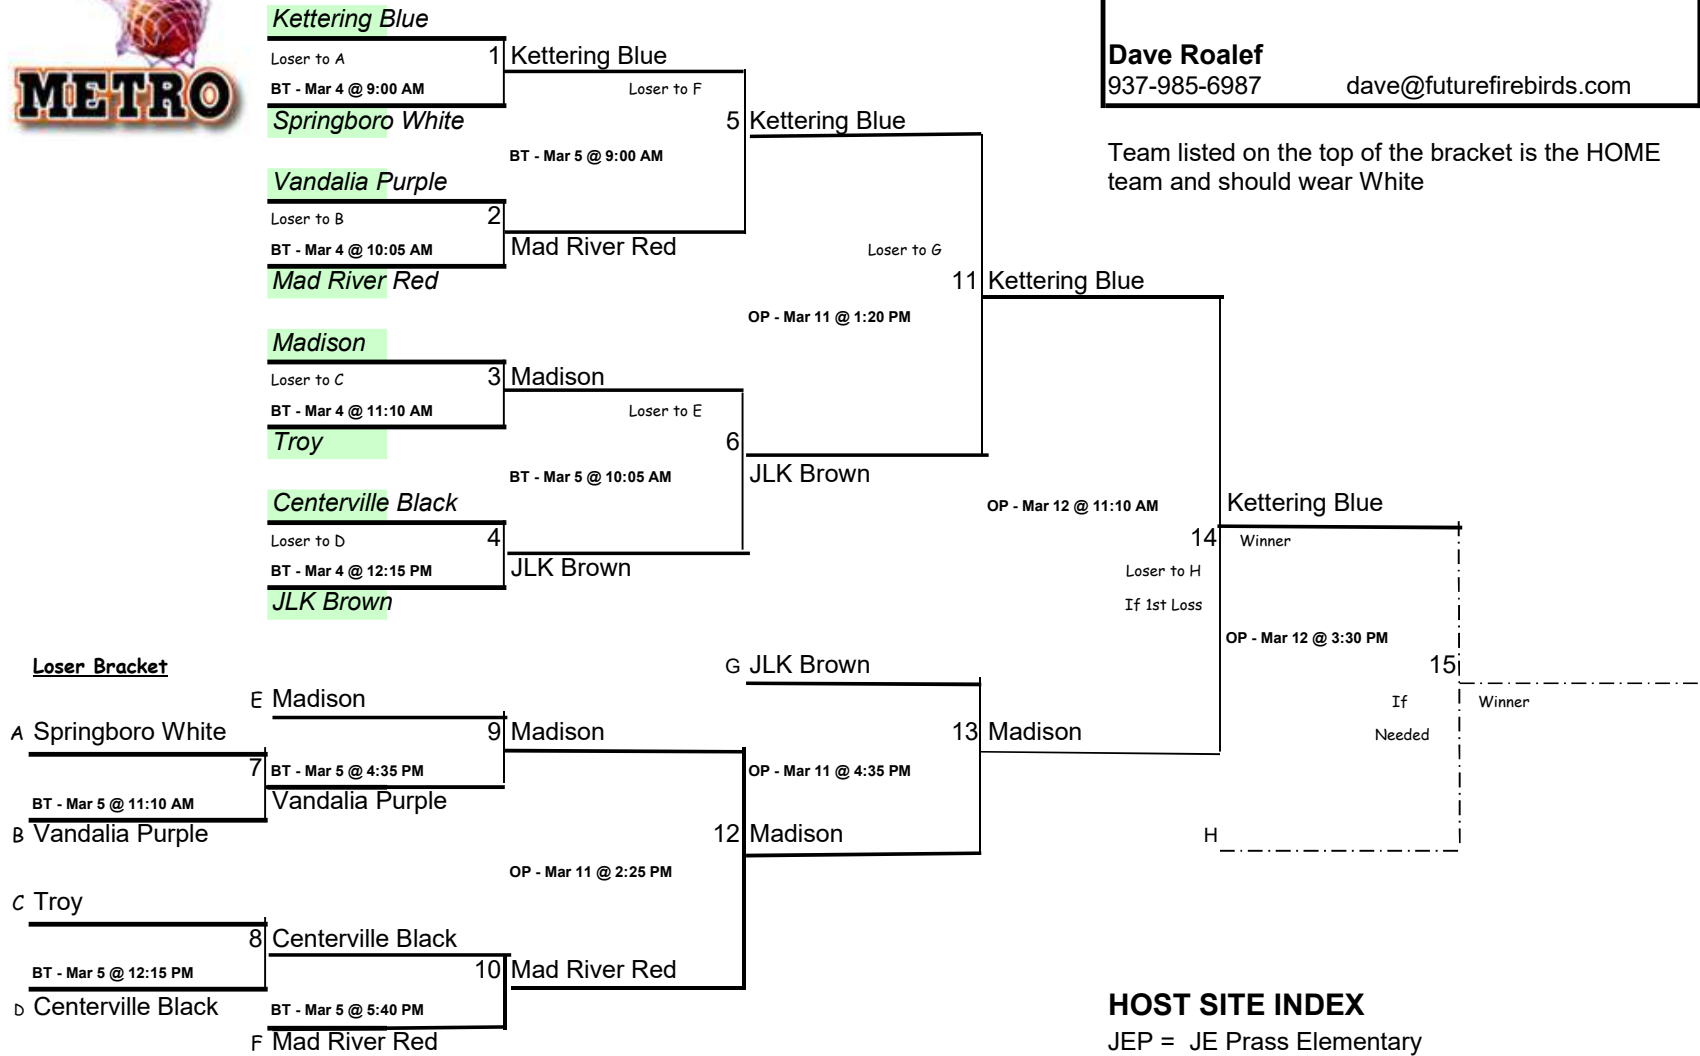 METRO
Kettering Blue
Loser to A
1
Kettering Blue
BT - Mar 4 @ 9:00 AM
Loser to F
Springboro White
5
Kettering Blue
BT - Mar 5 @ 9:00 AM
Vandalia Purple
Loser to B
2
BT - Mar 4 @ 10:05 AM
Mad River Red
Mad River Red
Loser to G
11
Kettering Blue
OP - Mar 11 @ 1:20 PM
Madison
Loser to C
3
Madison
BT - Mar 4 @ 11:10 AM
Loser to E
Troy
6
BT - Mar 5 @ 10:05 AM
JLK Brown
Centerville Black
Loser to D
4
BT - Mar 4 @ 12:15 PM
JLK Brown
JLK Brown
OP - Mar 12 @ 11:10 AM
Kettering Blue
14
Winner
Loser to H
If 1st Loss
OP - Mar 12 @ 3:30 PM
15
If
Needed
Winner
H
Dave Roalef
937-985-6987 dave@futurefirebirds.com
Team listed on the top of the bracket is the HOME
team and should wear White
Loser Bracket
G JLK Brown
E Madison
A Springboro White
9
Madison
13
Madison
7
BT - Mar 5 @ 4:35 PM
OP - Mar 11 @ 4:35 PM
BT - Mar 5 @ 11:10 AM
Vandalia Purple
B Vandalia Purple
12
Madison
OP - Mar 11 @ 2:25 PM
C Troy
8
Centerville Black
BT - Mar 5 @ 12:15 PM
10
Mad River Red
D Centerville Black
BT - Mar 5 @ 5:40 PM
F Mad River Red
HOST SITE INDEX
JEP = JE Prass Elementary